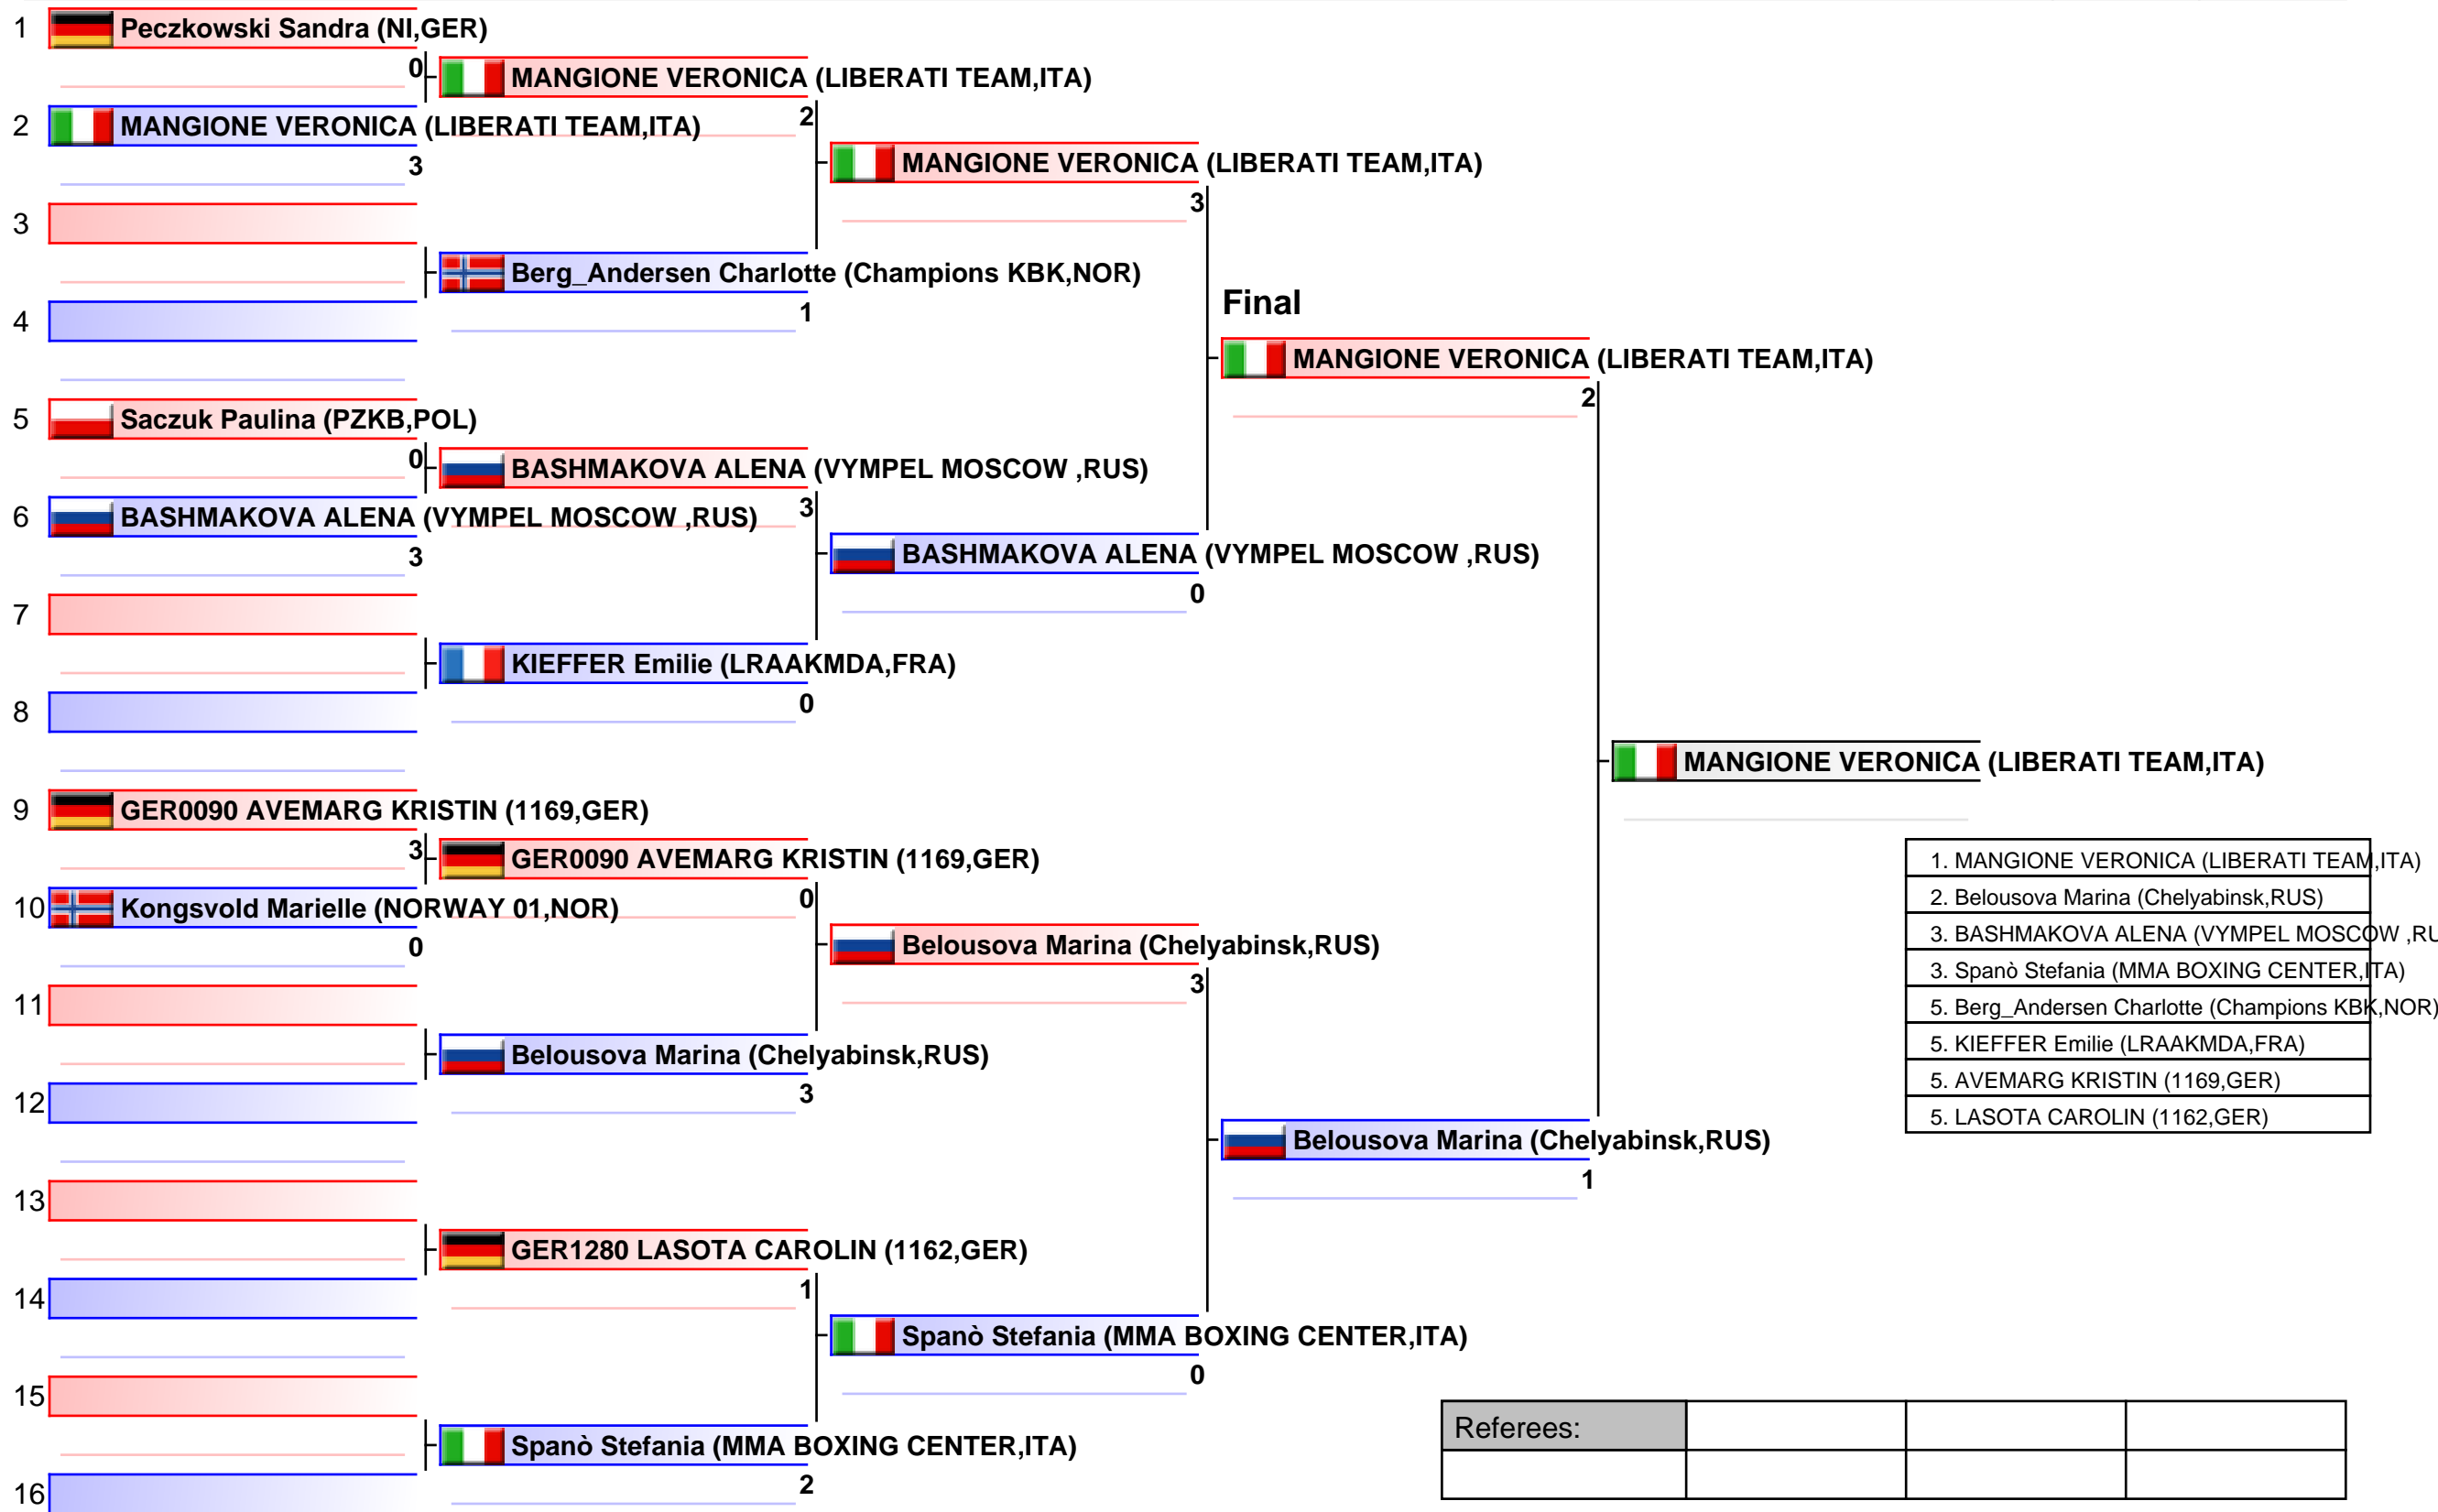 1 Peczkowski Sandra (NI,GER)
0
MANGIONE VERONICA (LIBERATI TEAM,ITA)
2
2 MANGIONE VERONICA (LIBERATI TEAM,ITA)
3
MANGIONE VERONICA (LIBERATI TEAM,ITA)
3
3
Berg_Andersen Charlotte (Champions KBK,NOR)
1
4
Final
MANGIONE VERONICA (LIBERATI TEAM,ITA)
2
5 Saczuk Paulina (PZKB,POL)
0
BASHMAKOVA ALENA (VYMPEL MOSCOW ,RUS)
3
6 BASHMAKOVA ALENA (VYMPEL MOSCOW ,RUS)
3
BASHMAKOVA ALENA (VYMPEL MOSCOW ,RUS)
0
7
KIEFFER Emilie (LRAAKMDA,FRA)
0
8
MANGIONE VERONICA (LIBERATI TEAM,ITA)
9 GER0090 AVEMARG KRISTIN (1169,GER)
3
GER0090 AVEMARG KRISTIN (1169,GER)
0
10 Kongsvold Marielle (NORWAY 01,NOR)
0
Belousova Marina (Chelyabinsk,RUS)
3
11
Belousova Marina (Chelyabinsk,RUS)
3
12
Belousova Marina (Chelyabinsk,RUS)
1
13
GER1280 LASOTA CAROLIN (1162,GER)
1
14
Spanò Stefania (MMA BOXING CENTER,ITA)
0
15
Spanò Stefania (MMA BOXING CENTER,ITA)
2
16
1. MANGIONE VERONICA (LIBERATI TEAM,ITA)
2. Belousova Marina (Chelyabinsk,RUS)
3. BASHMAKOVA ALENA (VYMPEL MOSCOW ,RU
3. Spanò Stefania (MMA BOXING CENTER,ITA)
5. Berg_Andersen Charlotte (Champions KBK,NOR)
5. KIEFFER Emilie (LRAAKMDA,FRA)
5. AVEMARG KRISTIN (1169,GER)
5. LASOTA CAROLIN (1162,GER)
Referees: